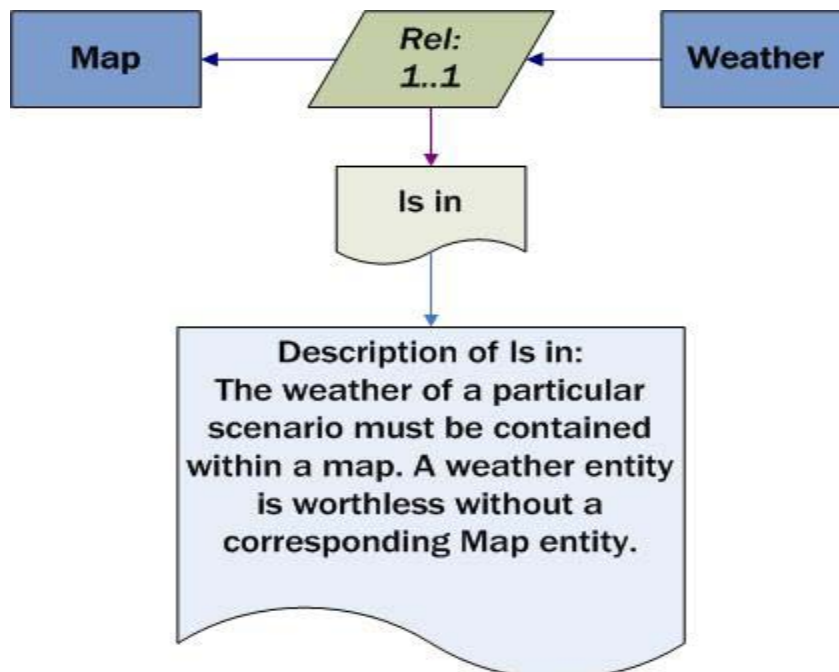 Map
Rel:
1..1
Weather
Is in
Description of Is in:
The weather of a particular
scenario must be contained
within a map. A weather entity
is worthless without a
corresponding Map entity.